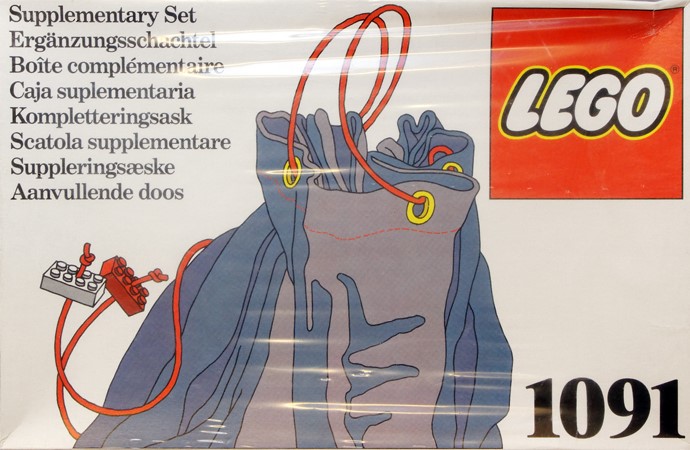 Supplementary Set
Ergänzungsschachtel
Boîte complémentaire
Caja suplementaria
Kompletteringsask
Scatola supplementare
Suppleringsæske
Aanvullende doos
LEGO®
1091